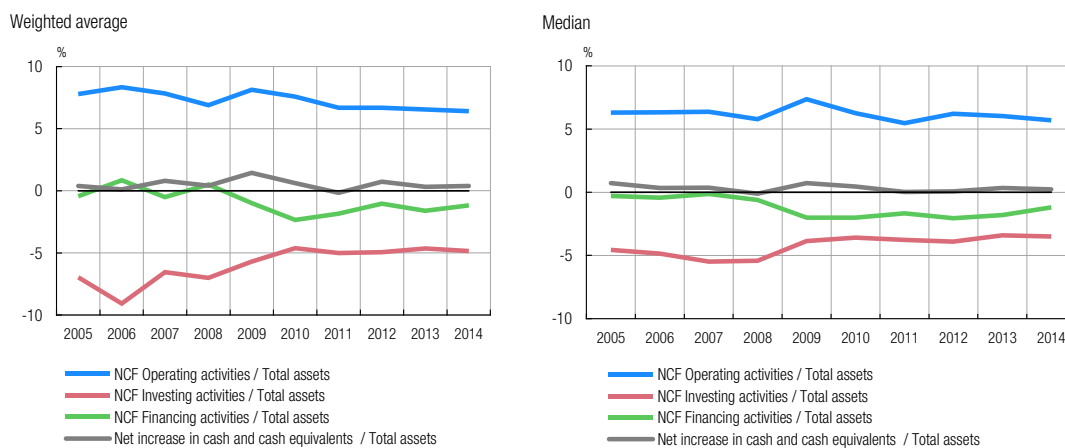 Weighted average
%
10
5
0
-5
-10
2005 2006 2007 2008 2009 2010 2011 2012 2013 2014
NCF Operating activities / Total assets
NCF Investing activities / Total assets
NCF Financing activities / Total assets
Net increase in cash and cash equivalents / Total assets
Median
%
10
5
0
-5
-10
2005 2006 2007 2008 2009 2010 2011 2012 2013 2014
NCF Operating activities / Total assets
NCF Investing activities / Total assets
NCF Financing activities / Total assets
Net increase in cash and cash equivalents / Total assets